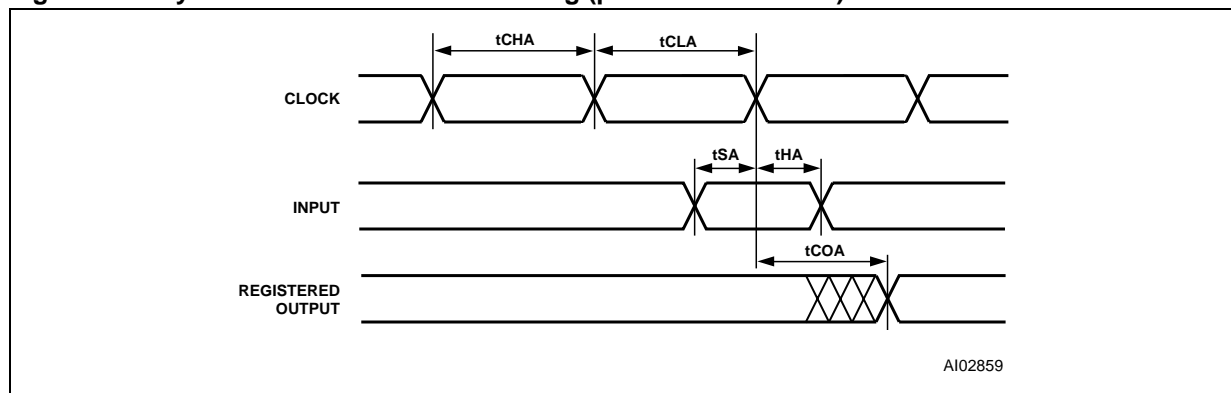 tCHA
tCLA
CLOCK
tSA
tHA
INPUT
tCOA
REGISTERED
OUTPUT
AI02859